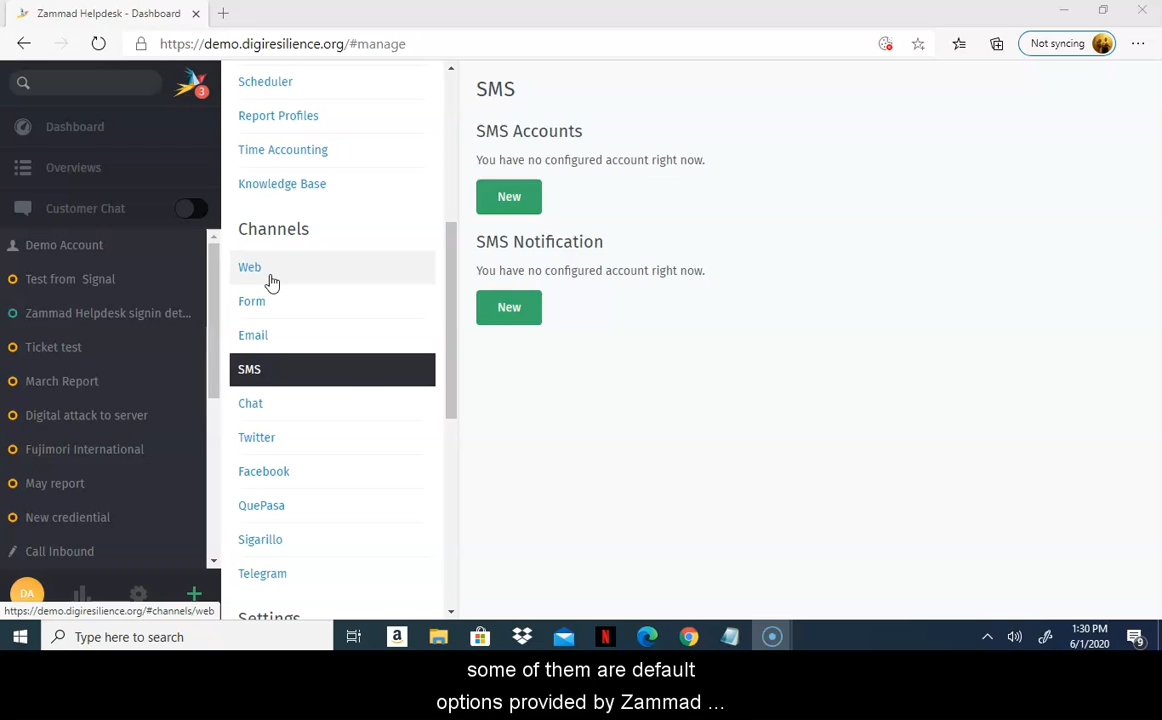 Zammad Helpdesk - Dashboard
https://demo.digiresilience.org/#manage
Not syncing
3
Dashboard
Overviews
Customer Chat
Demo Account
Test from Signal
Zammad Helpdesk signin det...
Ticket test
March Report
Digital attack to server
Fujimori International
May report
New crediential
Call Inbound
DA
https://demo.digiresilience.org/#channels/web
Scheduler
Report Profiles
Time Accounting
Knowledge Base
Channels
Web
Form
Email
SMS
Chat
Twitter
Facebook
QuePasa
Sigarillo
Telegram
Settings
SMS
SMS Accounts
You have no configured account right now.
New
SMS Notification
You have no configured account right now.
New
Type here to search
a
N
1:30 PM
6/1/2020
9
some of them are default
options provided by Zammad ...